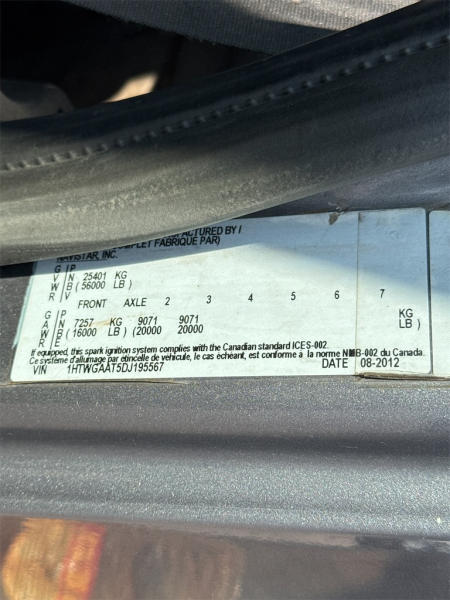 MANUFACTURED BY /
COMPLET FABRIQUE PAR)
NAVISTAR, INC.
G P
V N 25401 KG
W B (56000 LB)
R V
FRONT AXLE 2 3 4 5 6 7
G P
A N 7257 KG 9071 9071 KG
W B (16000 LB) (20000 20000 LB)
R E
If equipped, this spark ignition system complies with the Canadian standard ICES-002.
Ce système d'allumage par étincelle de véhicule, le cas échéant, est conforme à la norme NMB-002 du Canada.
VIN 1HTWGAAT5DJ195567 DATE 08-2012